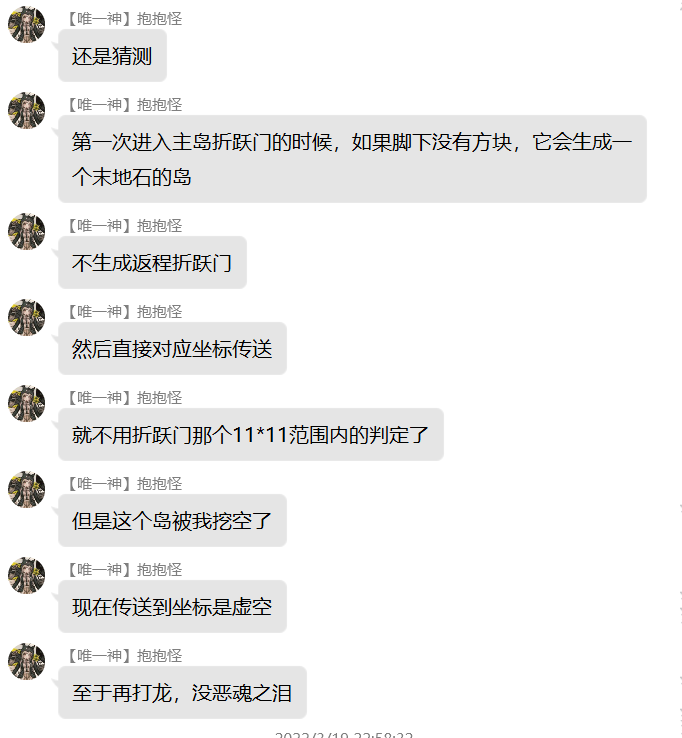 【唯一神】抱抱怪
还是猜测
【唯一神】抱抱怪
第一次进入主岛折跃门的时候，如果脚下没有方块，它会生成一
个末地石的岛
【唯一神】抱抱怪
不生成返程折跃门
【唯一神】抱抱怪
然后直接对应坐标传送
【唯一神】抱抱怪
就不用折跃门那个11*11范围内的判定了
【唯一神】抱抱怪
但是这个岛被我挖空了
【唯一神】抱抱怪
现在传送到坐标是虚空
【唯一神】抱抱怪
至于再打龙，没恶魂之泪